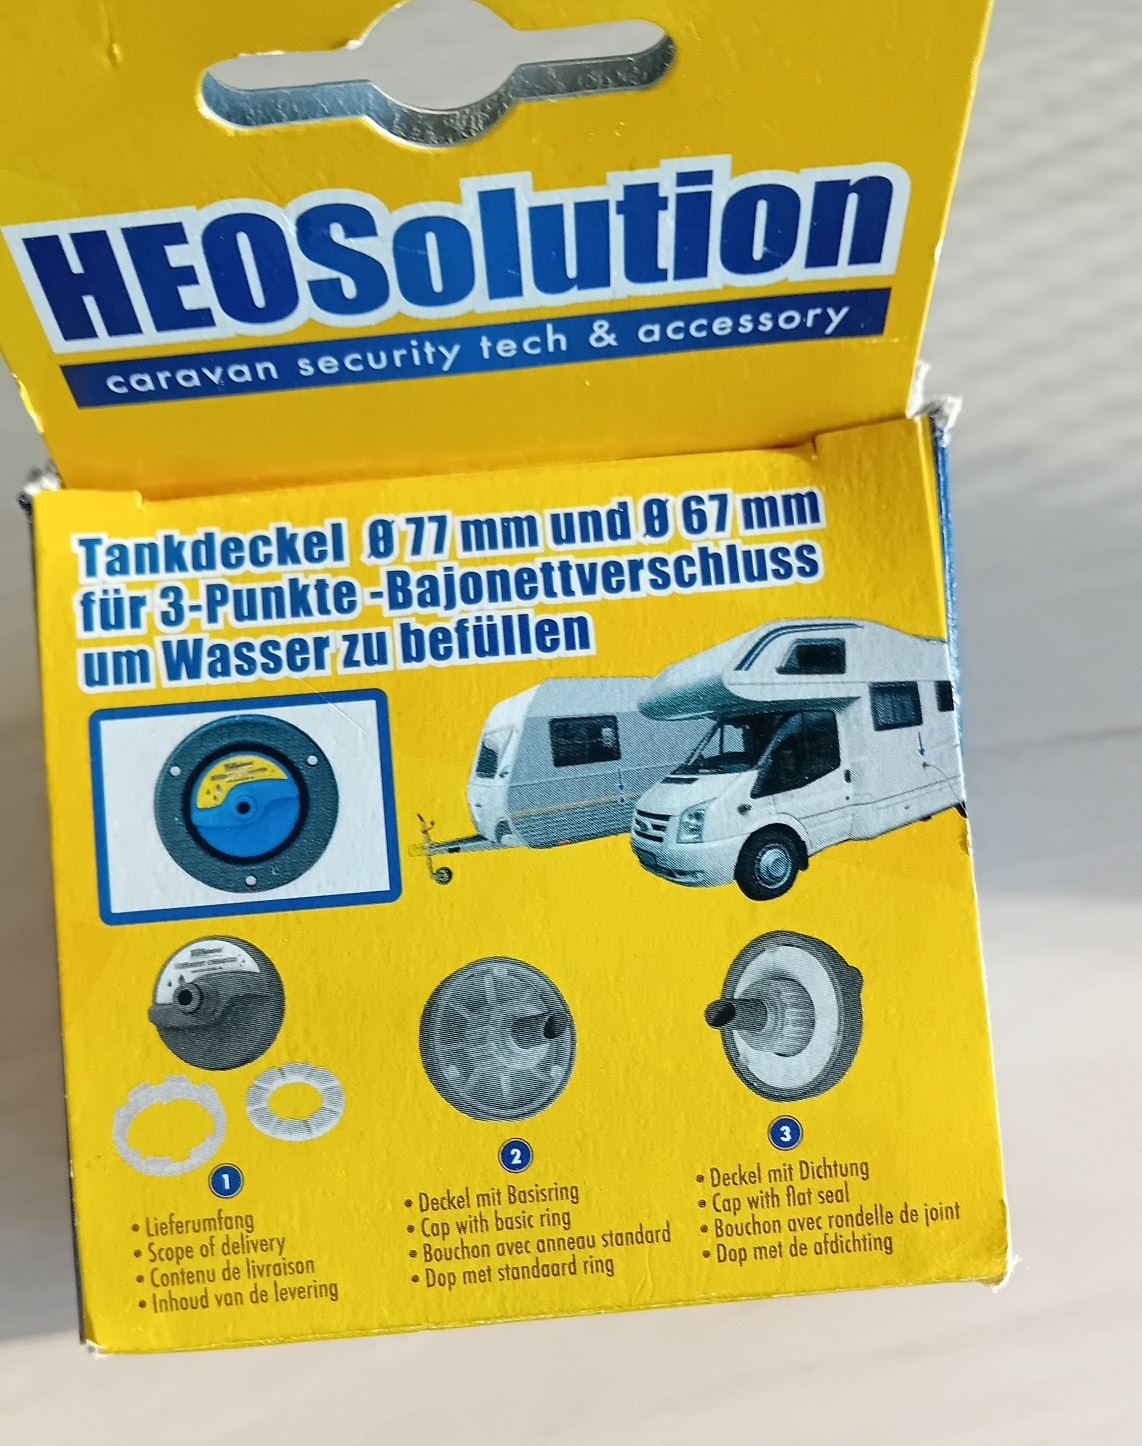 HEOSolution
caravan security tech & accessory
Tankdeckel Ø 77 mm und Ø 67 mm
für 3-Punkte -Bajonettverschluss
um Wasser zu befüllen
1
• Lieferumfang
• Scope of delivery
• Contenu de livraison
• Inhoud van de levering
2
• Deckel mit Basisring
• Cap with basic ring
• Bouchon avec anneau standard
• Dop met standaard ring
3
• Deckel mit Dichtung
• Cap with flat seal
• Bouchon avec rondelle de joint
• Dop met de afdichting